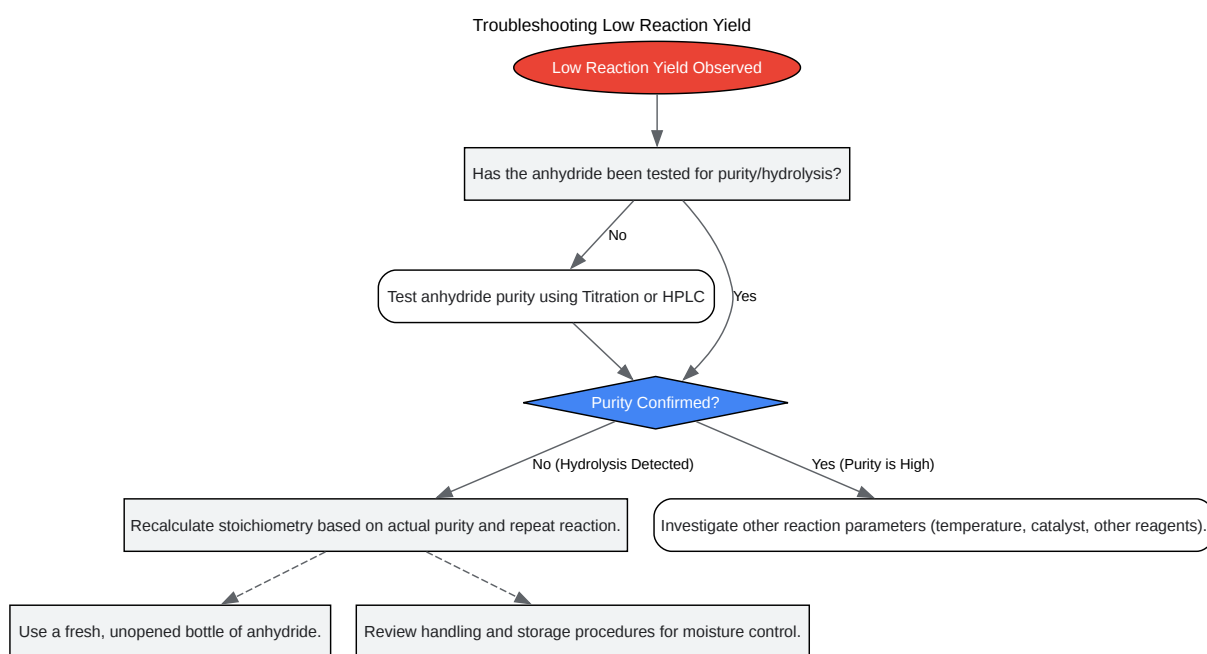 Troubleshooting Low Reaction Yield
Low Reaction Yield Observed
Has the anhydride been tested for purity/hydrolysis?
No
Test anhydride purity using Titration or HPLC
Yes
Purity Confirmed?
No (Hydrolysis Detected)
Yes (Purity is High)
Recalculate stoichiometry based on actual purity and repeat reaction.
Investigate other reaction parameters (temperature, catalyst, other reagents).
Use a fresh, unopened bottle of anhydride.
Review handling and storage procedures for moisture control.